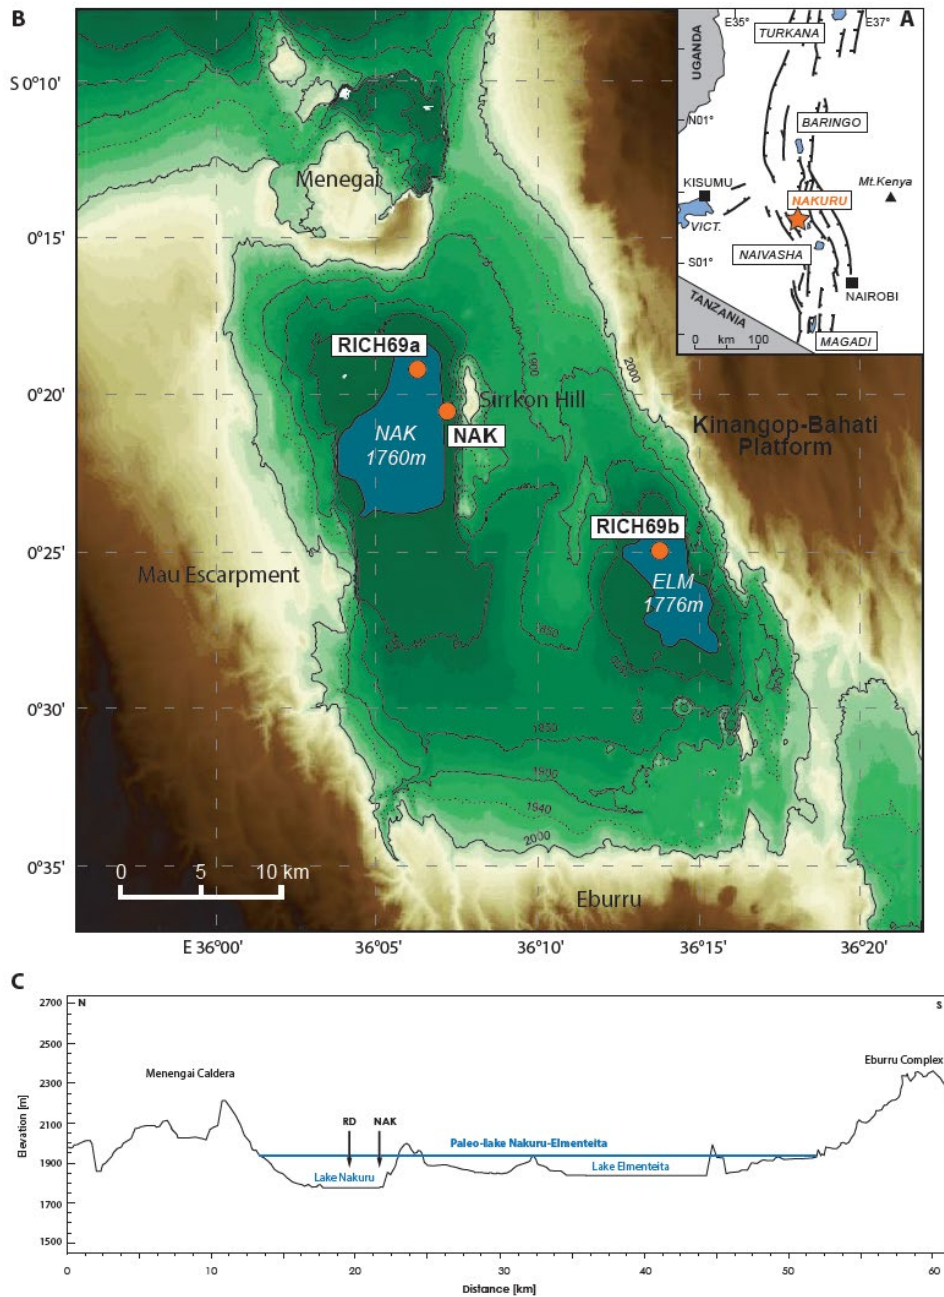 B
S 0°10'
0°15'
0°20'
0°25'
0°30'
0°35'
Menegai
RICH69a
NAK
1760m
NAK
Sirrkon Hill
1900
2000
Kinangop-Bahati
Platform
RICH69b
ELM
1776m
Mau Escarpment
1850
1850
1900
1940
2000
0 5 10 km
Eburru
E 36°00' 36°05' 36°10' 36°15' 36°20'
A
E35° E37°
UGANDA
TURKANA
N01°
BARINGO
KISUMU
Mt.Kenya
NAKURU
VICT.
NAIVASHA
S01°
TANZANIA
NAIROBI
0 km 100
MAGADI
C
N S
2700
2500
2300
2100
1900
1700
1500
Elevation [m]
Menengai Caldera
Eburru Complex
RD NAK
Paleo-lake Nakuru-Elmenteita
Lake Nakuru
Lake Elmenteita
0 10 20 30 40 50 60
Distance [km]